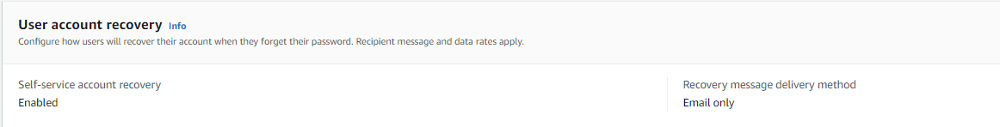 User account recovery Info
Configure how users will recover their account when they forget their password. Recipient message and data rates apply.
Self-service account recovery
Enabled
Recovery message delivery method
Email only